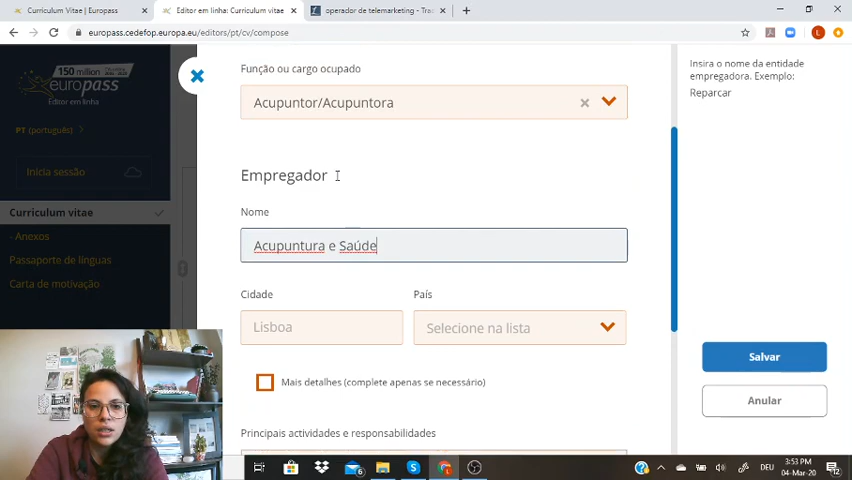 Curriculum Vitae | Europass
Editor em linha: Curriculum vitae
operador de telemarketing - Tra
europass.cedefop.europa.eu/editors/pt/cv/compose
L
150 million
europass
Editor em linha
PT (português)
Inicia sessão
Curriculum vitae
Anexos
Passaporte de línguas
Carta de motivação
Função ou cargo ocupado
Acupuntor/Acupuntora
Empregador
Nome
Acupuntura e Saúde
Cidade
País
Lisboa
Selecione na lista
Mais detalhes (complete apenas se necessário)
Principais actividades e responsabilidades
Insira o nome da entidade
empregadora. Exemplo:
Reparcar
Salvar
Anular
6
DEU
3:53 PM
04-Mar-20